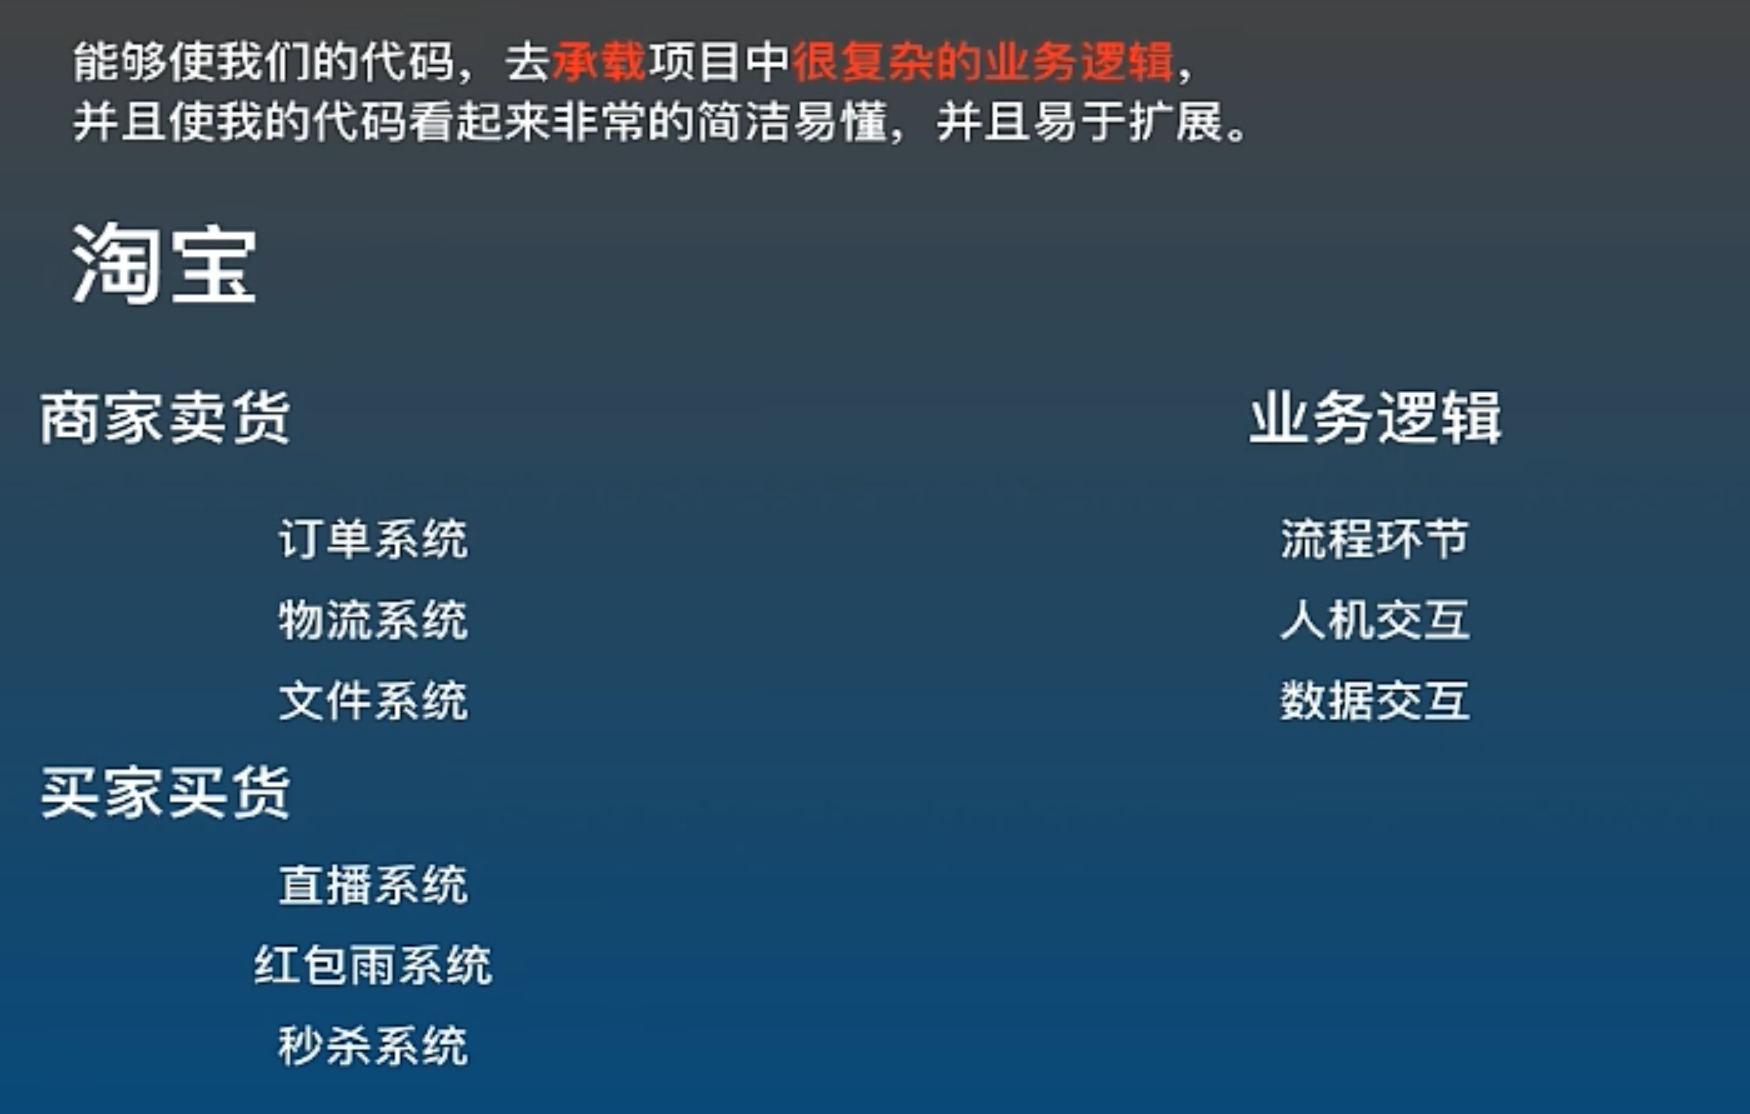 能够使我们的代码，去承载项目中很复杂的业务逻辑，
并且使我的代码看起来非常的简洁易懂，并且易于扩展。
淘宝
商家卖货
订单系统
物流系统
文件系统
买家买货
直播系统
红包雨系统
秒杀系统
业务逻辑
流程环节
人机交互
数据交互